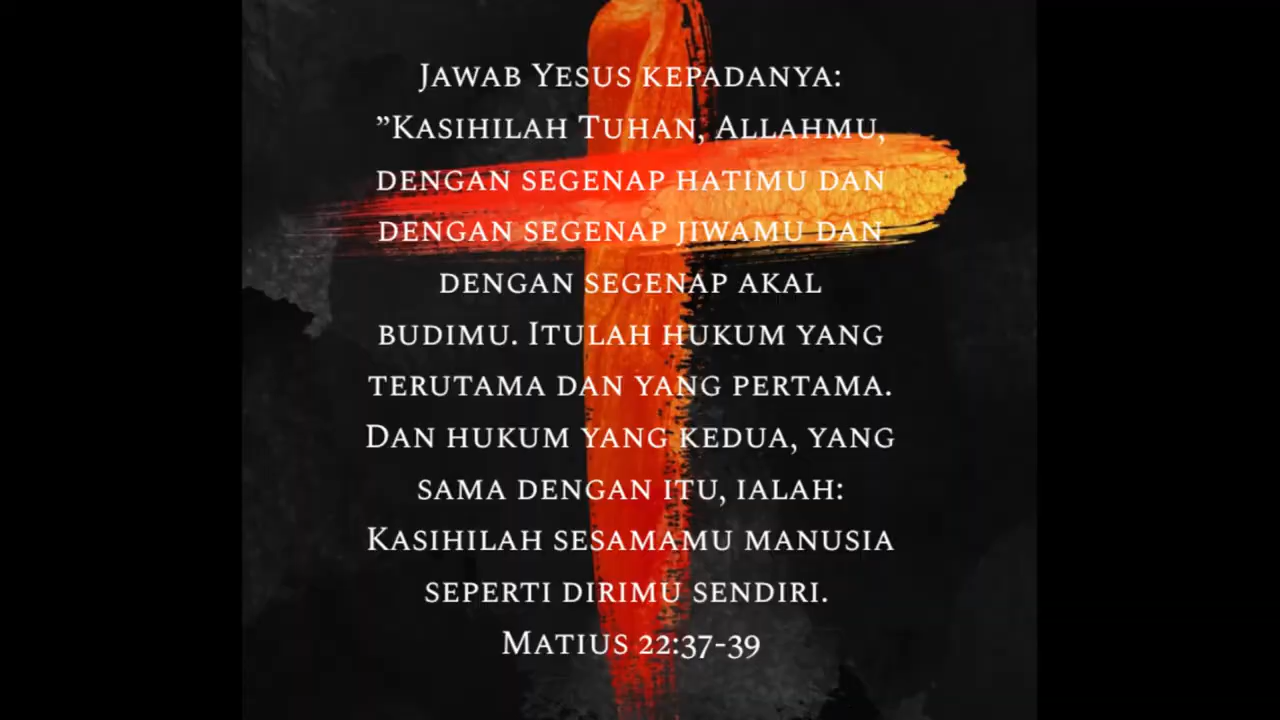 Jawab Yesus kepadanya:
”Kasihilah Tuhan, Allahmu,
dengan segenap hatimu dan
dengan segenap jiwamu dan
dengan segenap akal
budimu. Itulah hukum yang
terutama dan yang pertama.
Dan hukum yang kedua, yang
sama dengan itu, ialah:
Kasihilah sesamamu manusia
seperti dirimu sendiri.
Matius 22:37-39